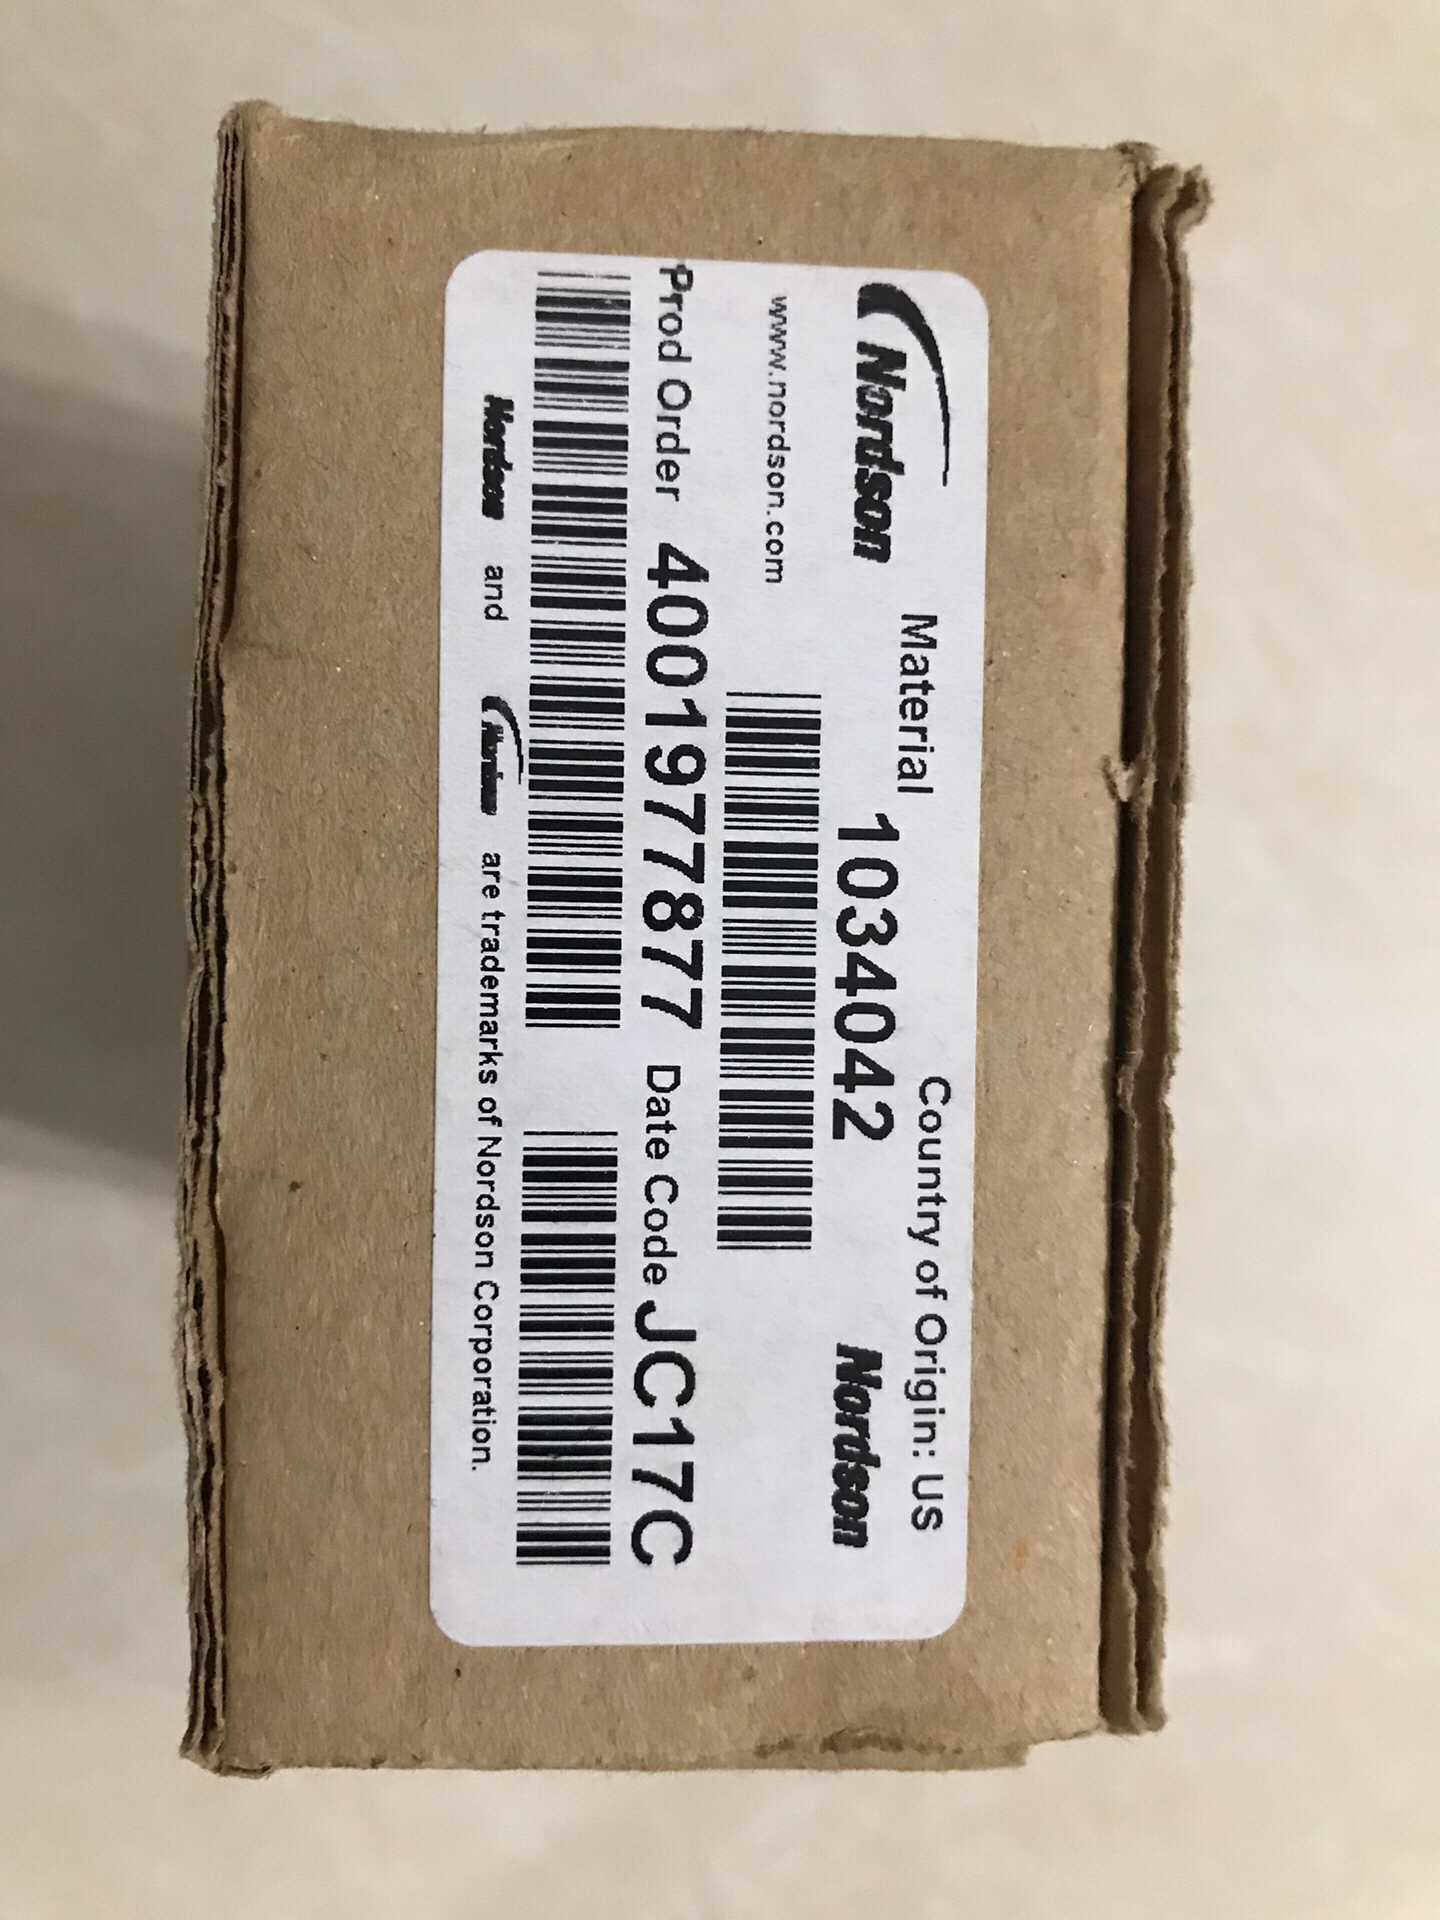 Nordson
Country of Origin: US
Material 1034042 Nordson
www.nordson.com
Prod Order 4001977877 Date Code JC17C
Nordson and Nordson are trademarks of Nordson Corporation.